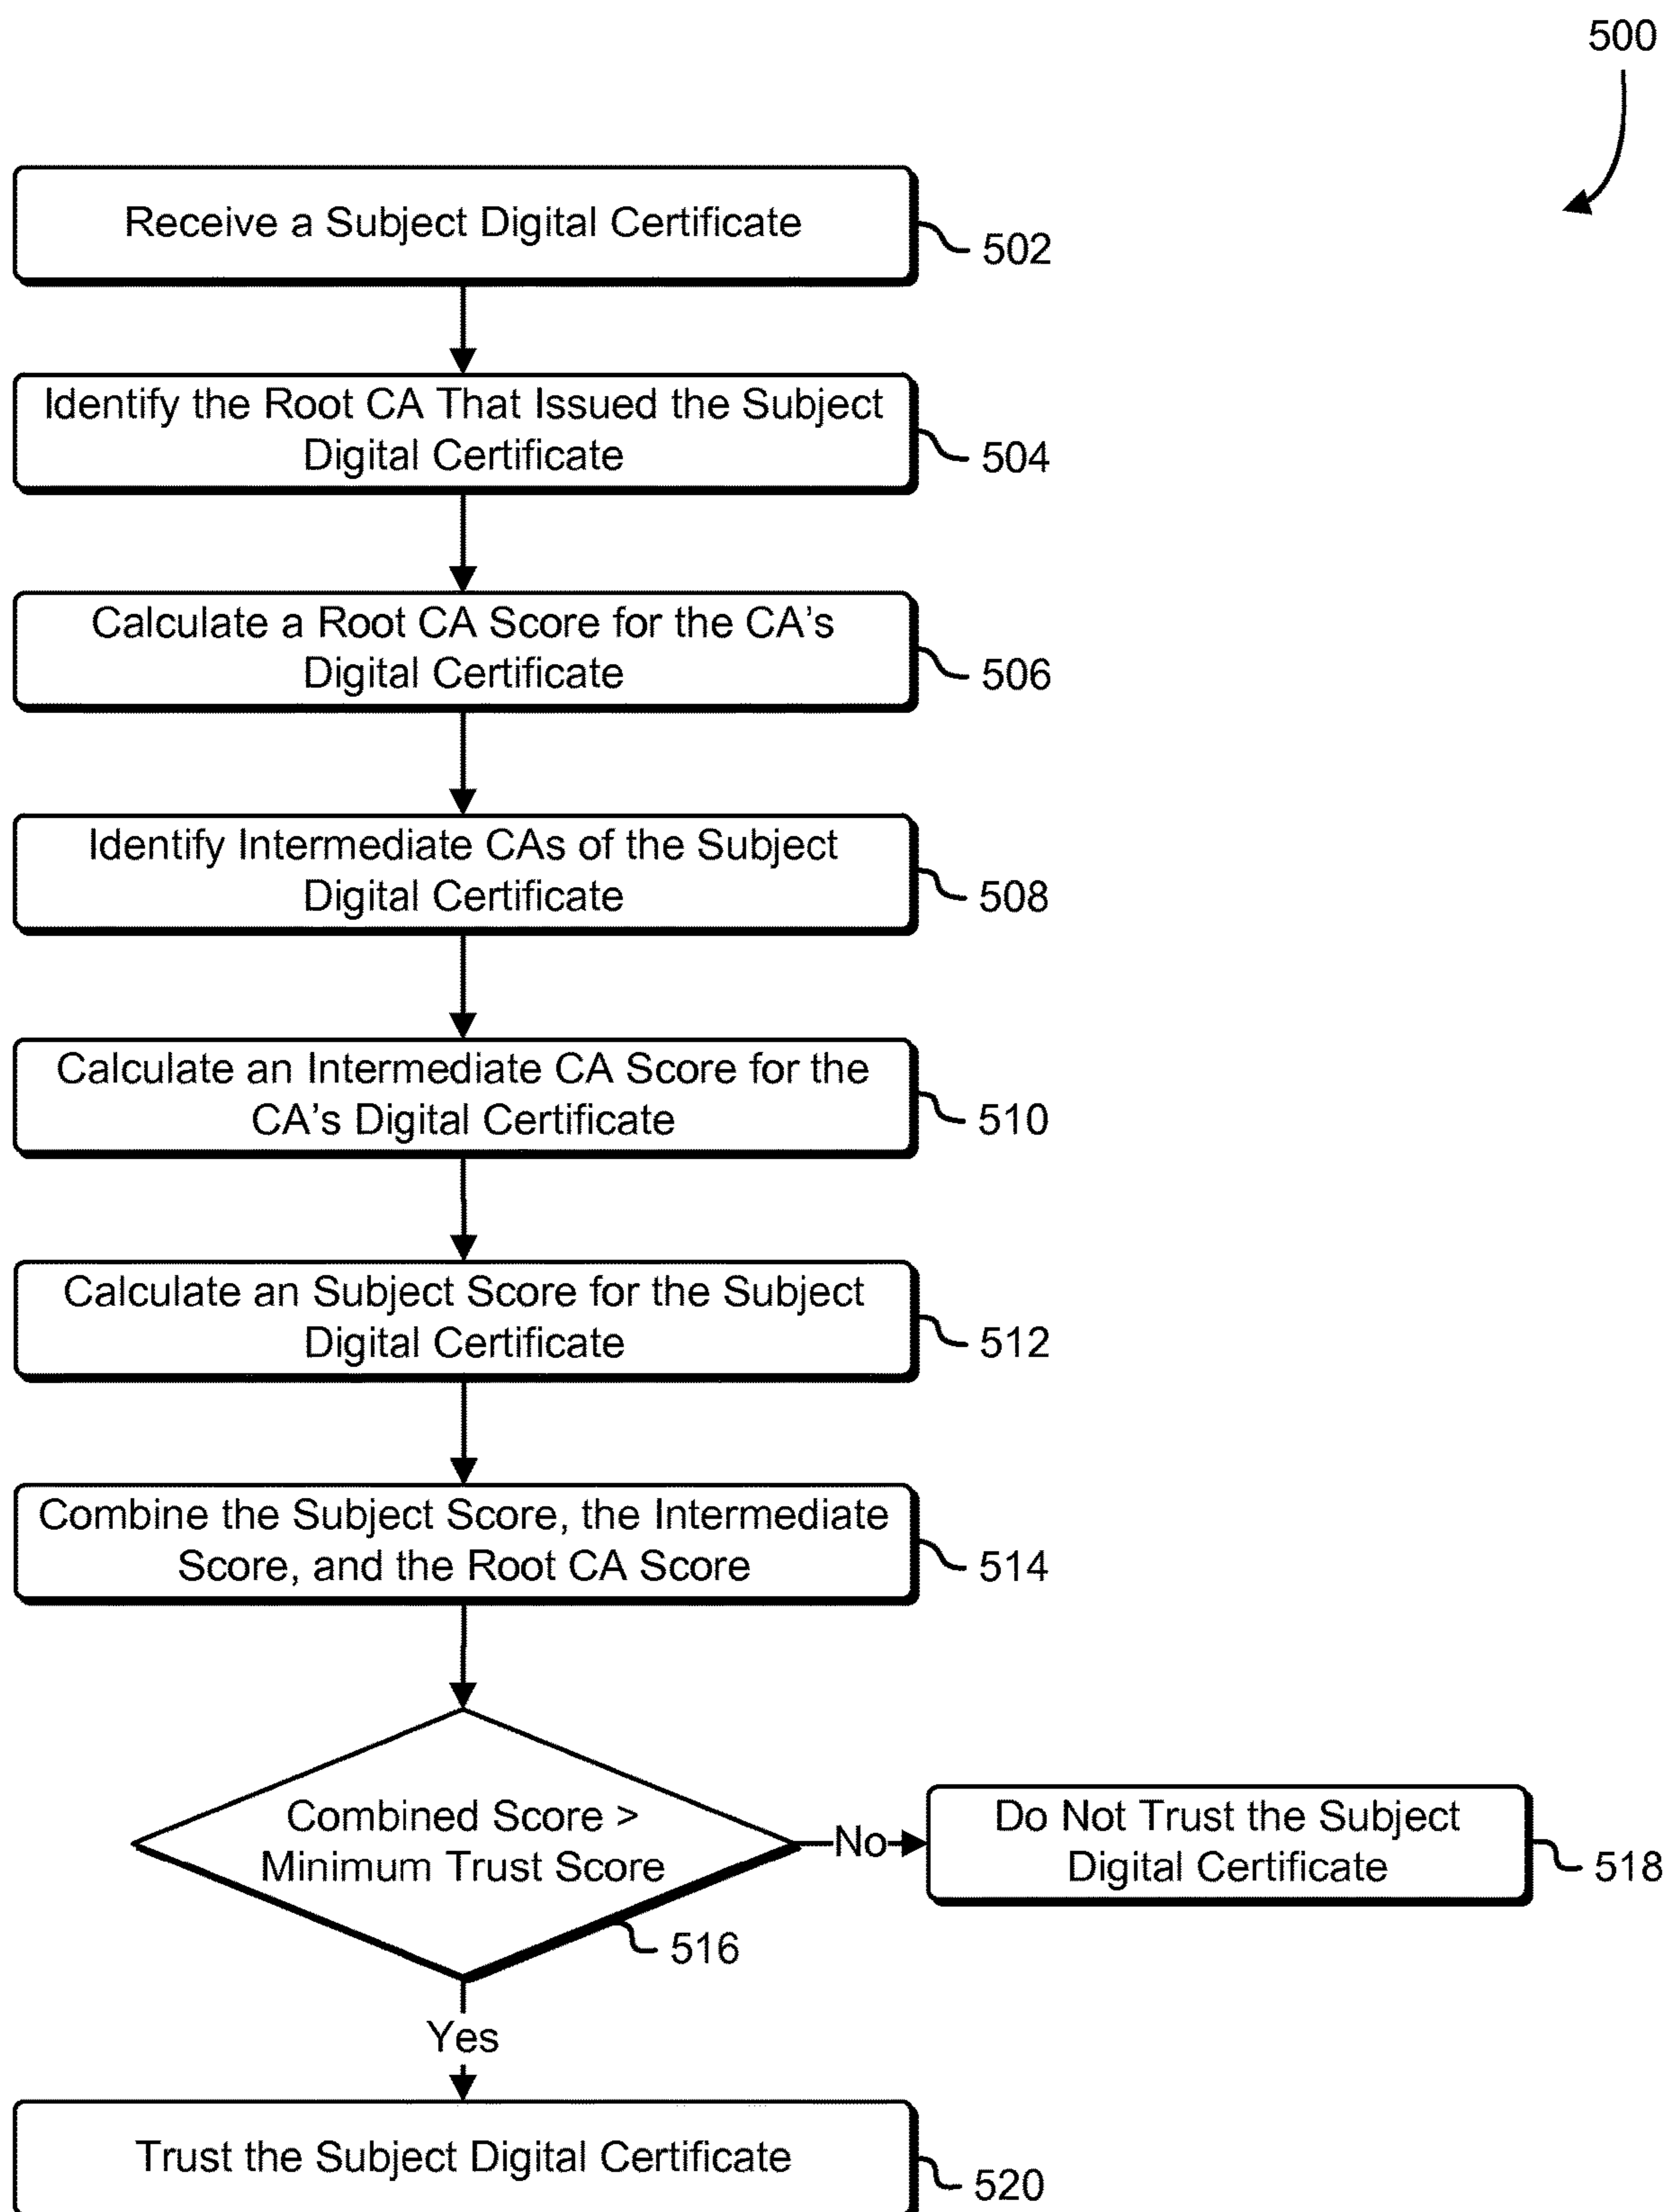 500
Receive a Subject Digital Certificate
502
Identify the Root CA That Issued the Subject
Digital Certificate
504
Calculate a Root CA Score for the CA’s
Digital Certificate
506
Identify Intermediate CAs of the Subject
Digital Certificate
508
Calculate an Intermediate CA Score for the
CA’s Digital Certificate
510
Calculate an Subject Score for the Subject
Digital Certificate
512
Combine the Subject Score, the Intermediate
Score, and the Root CA Score
514
Combined Score >
Minimum Trust Score
516
No
Do Not Trust the Subject
Digital Certificate
518
Yes
Trust the Subject Digital Certificate
520